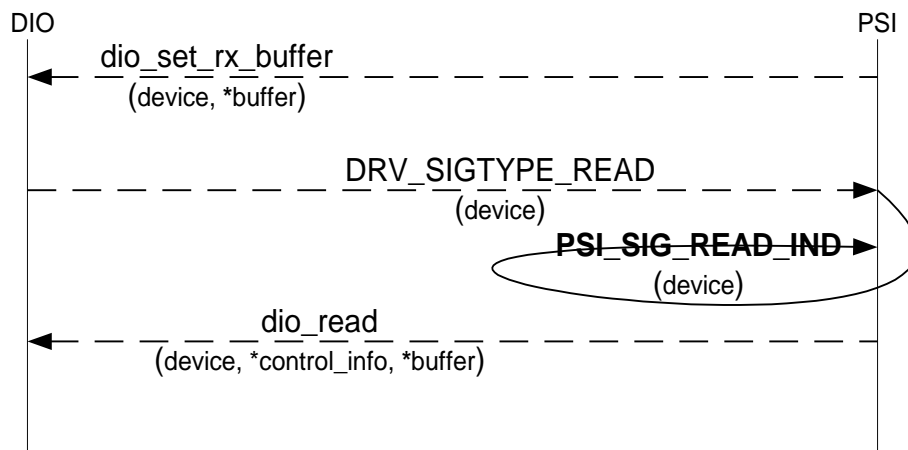 DIO
PSI
dio_set_rx_buffer
(device, *buffer)
DRV_SIGTYPE_READ
(device)
PSI_SIG_READ_IND
(device)
dio_read
(device, *control_info, *buffer)